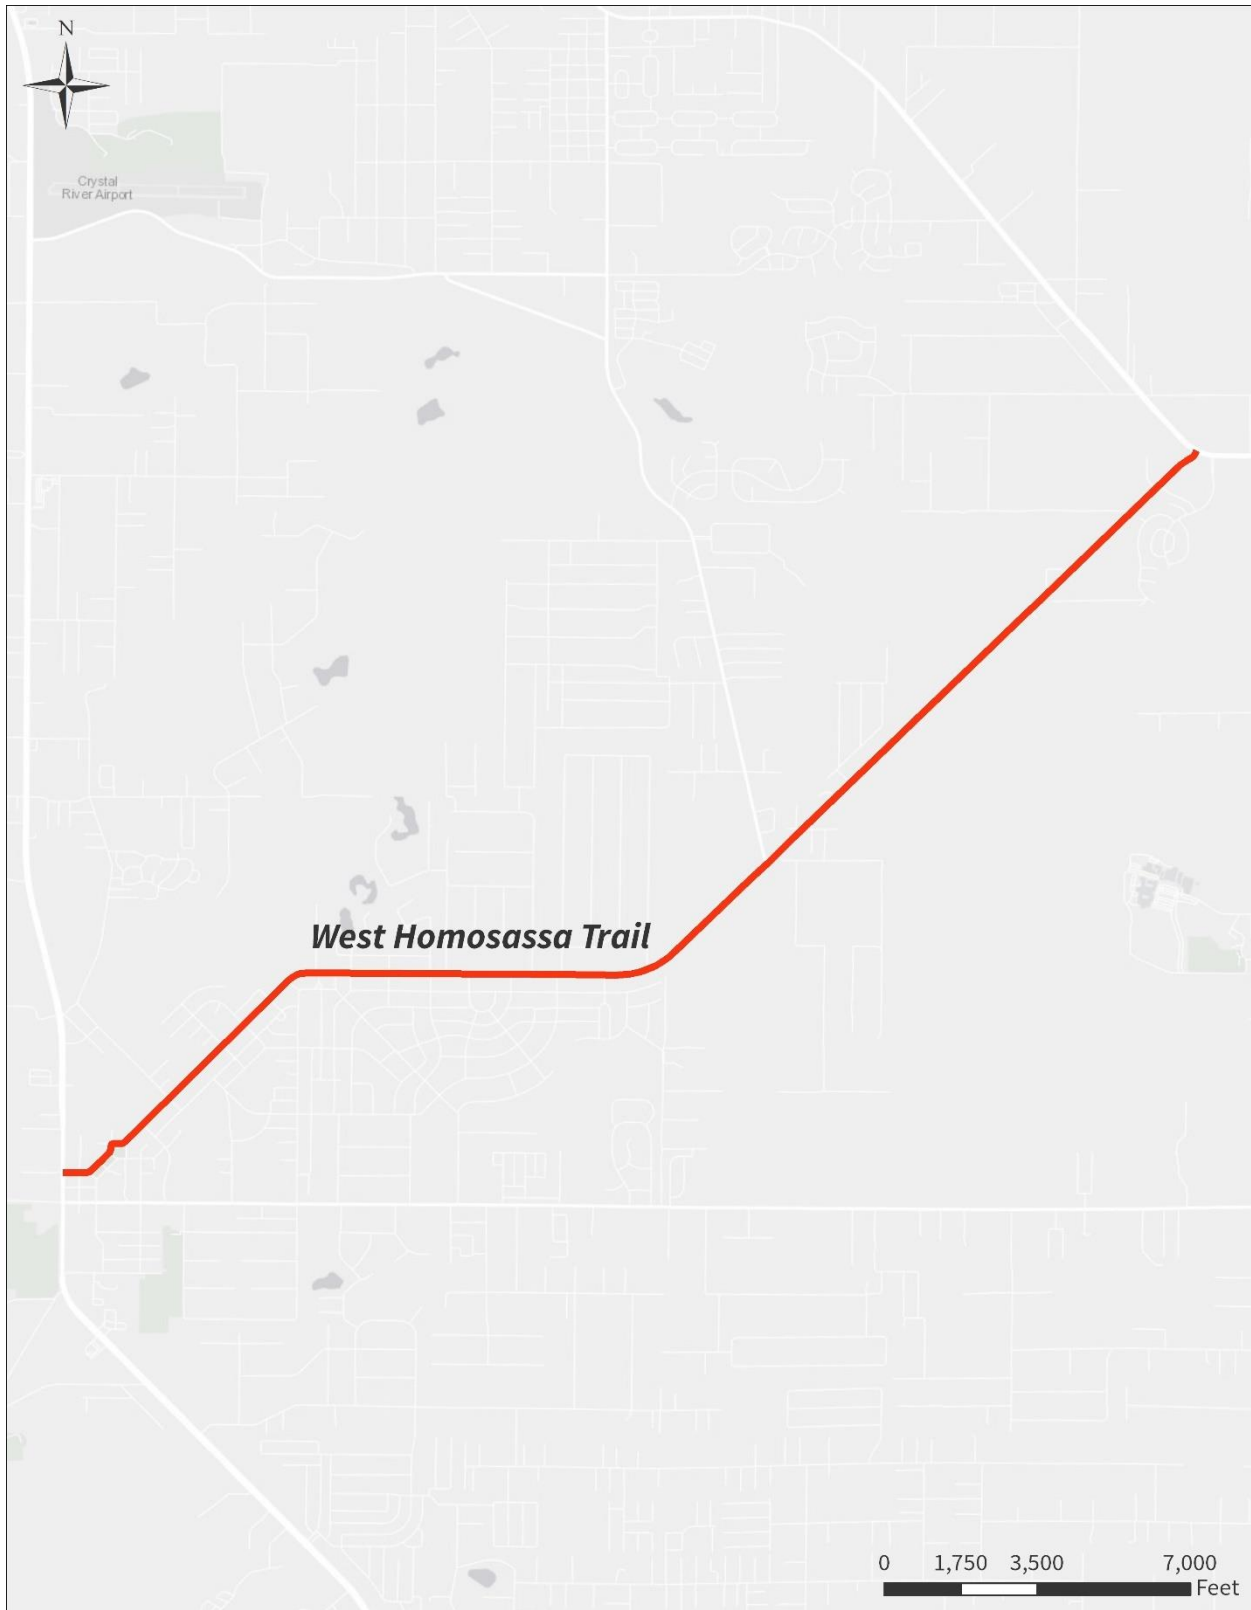 N
Crystal
River Airport
West Homosassa Trail
0 1,750 3,500 7,000
Feet